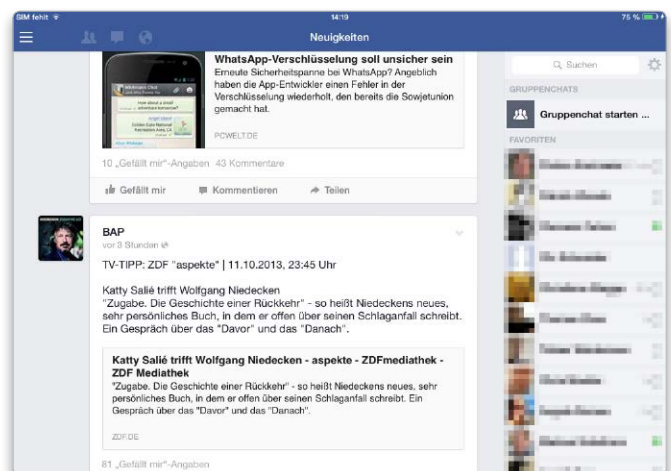 SIM fehlt
14:19
75 %
Neuigkeiten
WhatsApp-Verschlüsselung soll unsicher sein
Erneute Sicherheitspanne bei WhatsApp? Angeblich
haben die App-Entwickler einen Fehler in der
Verschlüsselung wiederholt, den bereits die Sowjetunion
gemacht hat.
PCWELT.DE
10 „Gefällt mir“-Angaben 43 Kommentare
Gefällt mir
Kommentieren
Teilen
BAP
vor 3 Stunden
TV-TIPP: ZDF "aspekte" | 11.10.2013, 23:45 Uhr
Katty Salié trifft Wolfgang Niedecken
"Zugabe. Die Geschichte einer Rückkehr" - so heißt Niedeckens neues,
sehr persönliches Buch, in dem er offen über seinen Schlaganfall schreibt.
Ein Gespräch über das "Davor" und das "Danach".
Katty Salié trifft Wolfgang Niedecken - aspekte - ZDFmediathek -
ZDF Mediathek
"Zugabe. Die Geschichte einer Rückkehr" - so heißt Niedeckens neues, sehr
persönliches Buch, in dem er offen über seinen Schlaganfall schreibt. Ein
Gespräch über das "Davor" und das "Danach".
ZDF.DE
81 „Gefällt mir“-Angaben
Suchen
GRUPPENCHATS
Gruppenchat starten ...
FAVORITEN